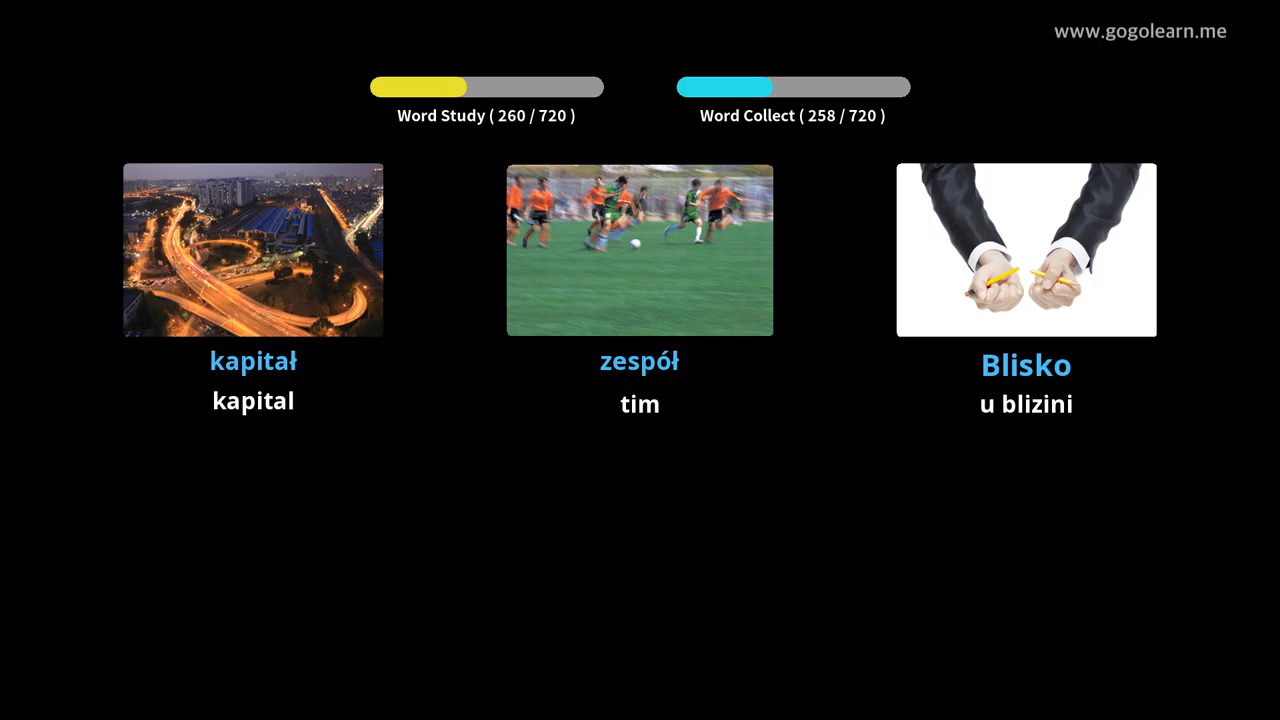 www.gogolearn.me
Word Study ( 260 / 720 )
Word Collect ( 258 / 720 )
kapitał
kapital
zespół
tim
Blisko
u blizini